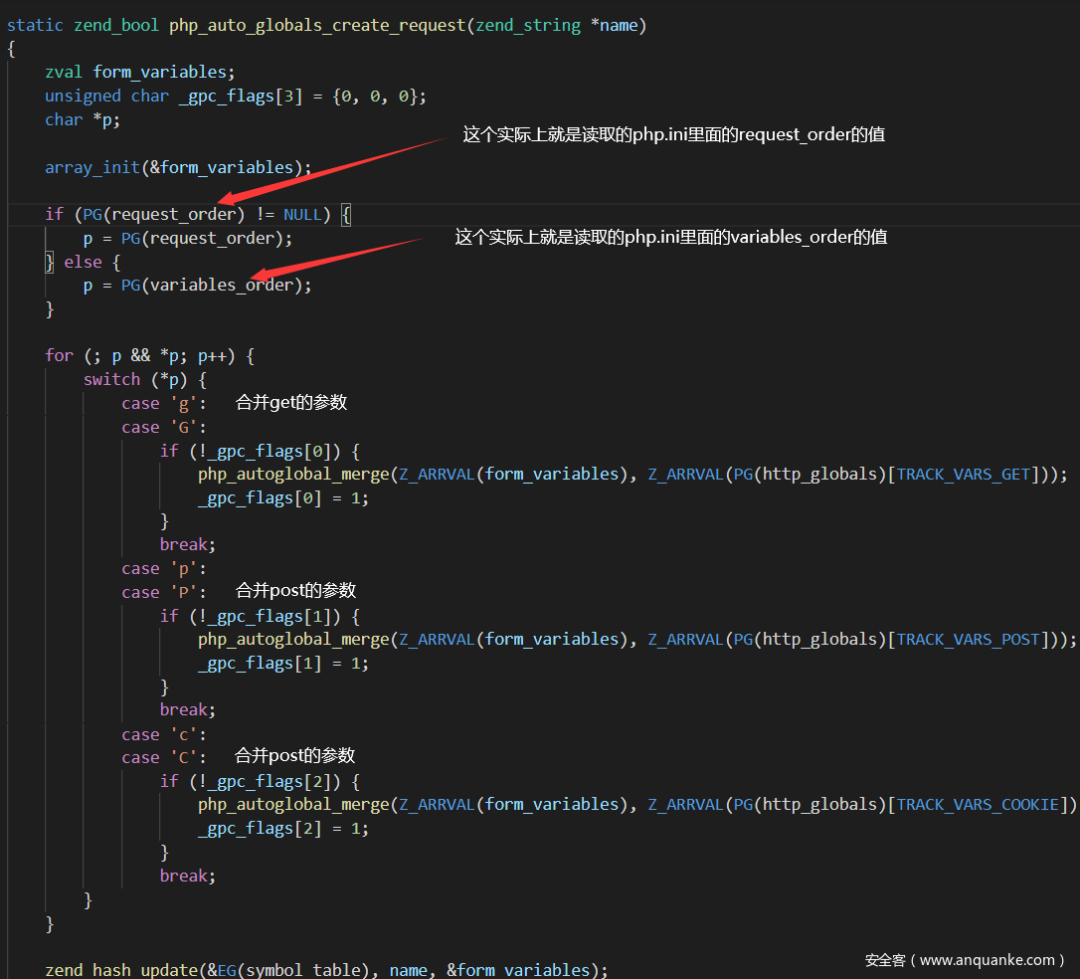 static zend_bool php_auto_globals_create_request(zend_string *name)
{
zval form_variables;
unsigned char _gpc_flags[3] = {0, 0, 0};
char *p;
这个实际上就是读取的php.ini里面的request_order的值
array_init(&form_variables);
if (PG(request_order) != NULL) {
p = PG(request_order);
这个实际上就是读取的php.ini里面的variables_order的值
} else {
p = PG(variables_order);
}
for (; p && *p; p++) {
switch (*p) {
case 'g': 合并get的参数
case 'G':
if (!_gpc_flags[0]) {
php_autoglobal_merge(Z_ARRVAL(form_variables), Z_ARRVAL(PG(http_globals)[TRACK_VARS_GET]));
_gpc_flags[0] = 1;
}
break;
case 'p':
case 'P': 合并post的参数
if (!_gpc_flags[1]) {
php_autoglobal_merge(Z_ARRVAL(form_variables), Z_ARRVAL(PG(http_globals)[TRACK_VARS_POST]));
_gpc_flags[1] = 1;
}
break;
case 'c':
case 'C': 合并post的参数
if (!_gpc_flags[2]) {
php_autoglobal_merge(Z_ARRVAL(form_variables), Z_ARRVAL(PG(http_globals)[TRACK_VARS_COOKIE])
_gpc_flags[2] = 1;
}
break;
}
}
zend_hash_update(&EG(symbol_table), name, &form_variables);
安全客（www.anquanke.com）